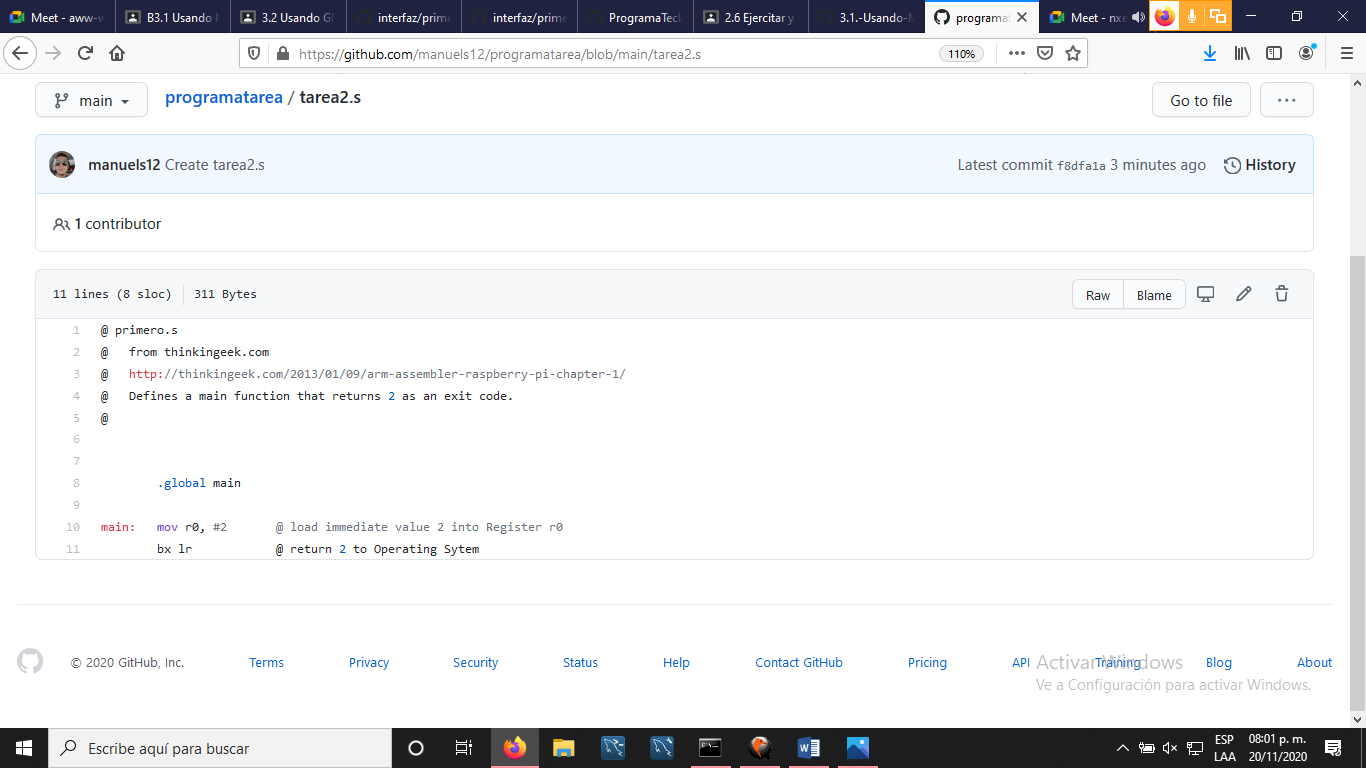 Meet - aww-w
B3.1 Usando M
3.2 Usando GI
interfaz/prime
interfaz/prime
ProgramaTecl
2.6 Ejercitar y
3.1.-Usando-M
programat
Meet - nxe
https://github.com/manuels12/programatarea/blob/main/tarea2.s
110%
main
programatarea / tarea2.s
Go to file
manuels12 Create tarea2.s
Latest commit f8dfa1a 3 minutes ago
History
1 contributor
11 lines (8 sloc)
311 Bytes
Raw
Blame
1 @ primero.s
2 @   from thinkingeek.com
3 @   http://thinkingeek.com/2013/01/09/arm-assembler-raspberry-pi-chapter-1/
4 @   Defines a main function that returns 2 as an exit code.
5 @
6
7
8         .global main
9
10 main:   mov r0, #2       @ load immediate value 2 into Register r0
11         bx lr            @ return 2 to Operating Sytem
© 2020 GitHub, Inc.
Terms
Privacy
Security
Status
Help
Contact GitHub
Pricing
API
Training
Blog
About
Activar Windows
Ve a Configuración para activar Windows.
Escribe aquí para buscar
ESP
LAA
08:01 p. m.
20/11/2020